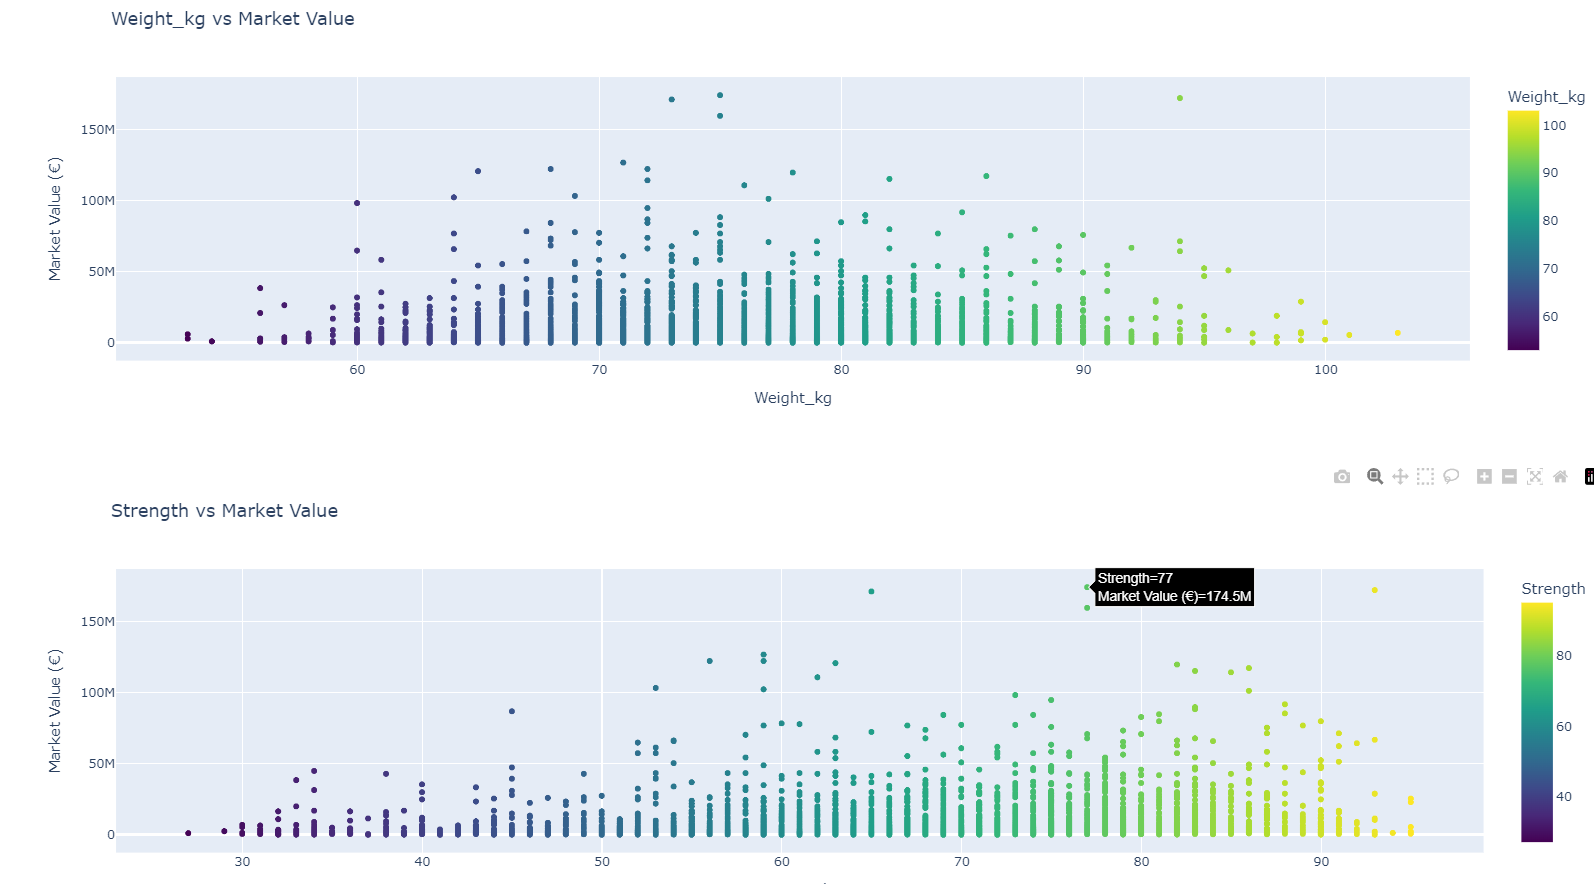 Weight_kg vs Market Value
Market Value (€)
150M
100M
50M
0
60
70
80
90
100
Weight_kg
Weight_kg
100
90
80
70
60
Strength vs Market Value
Market Value (€)
150M
100M
50M
0
Strength=77
Market Value (€)=174.5M
30
40
50
60
70
80
90
Strength
80
60
40